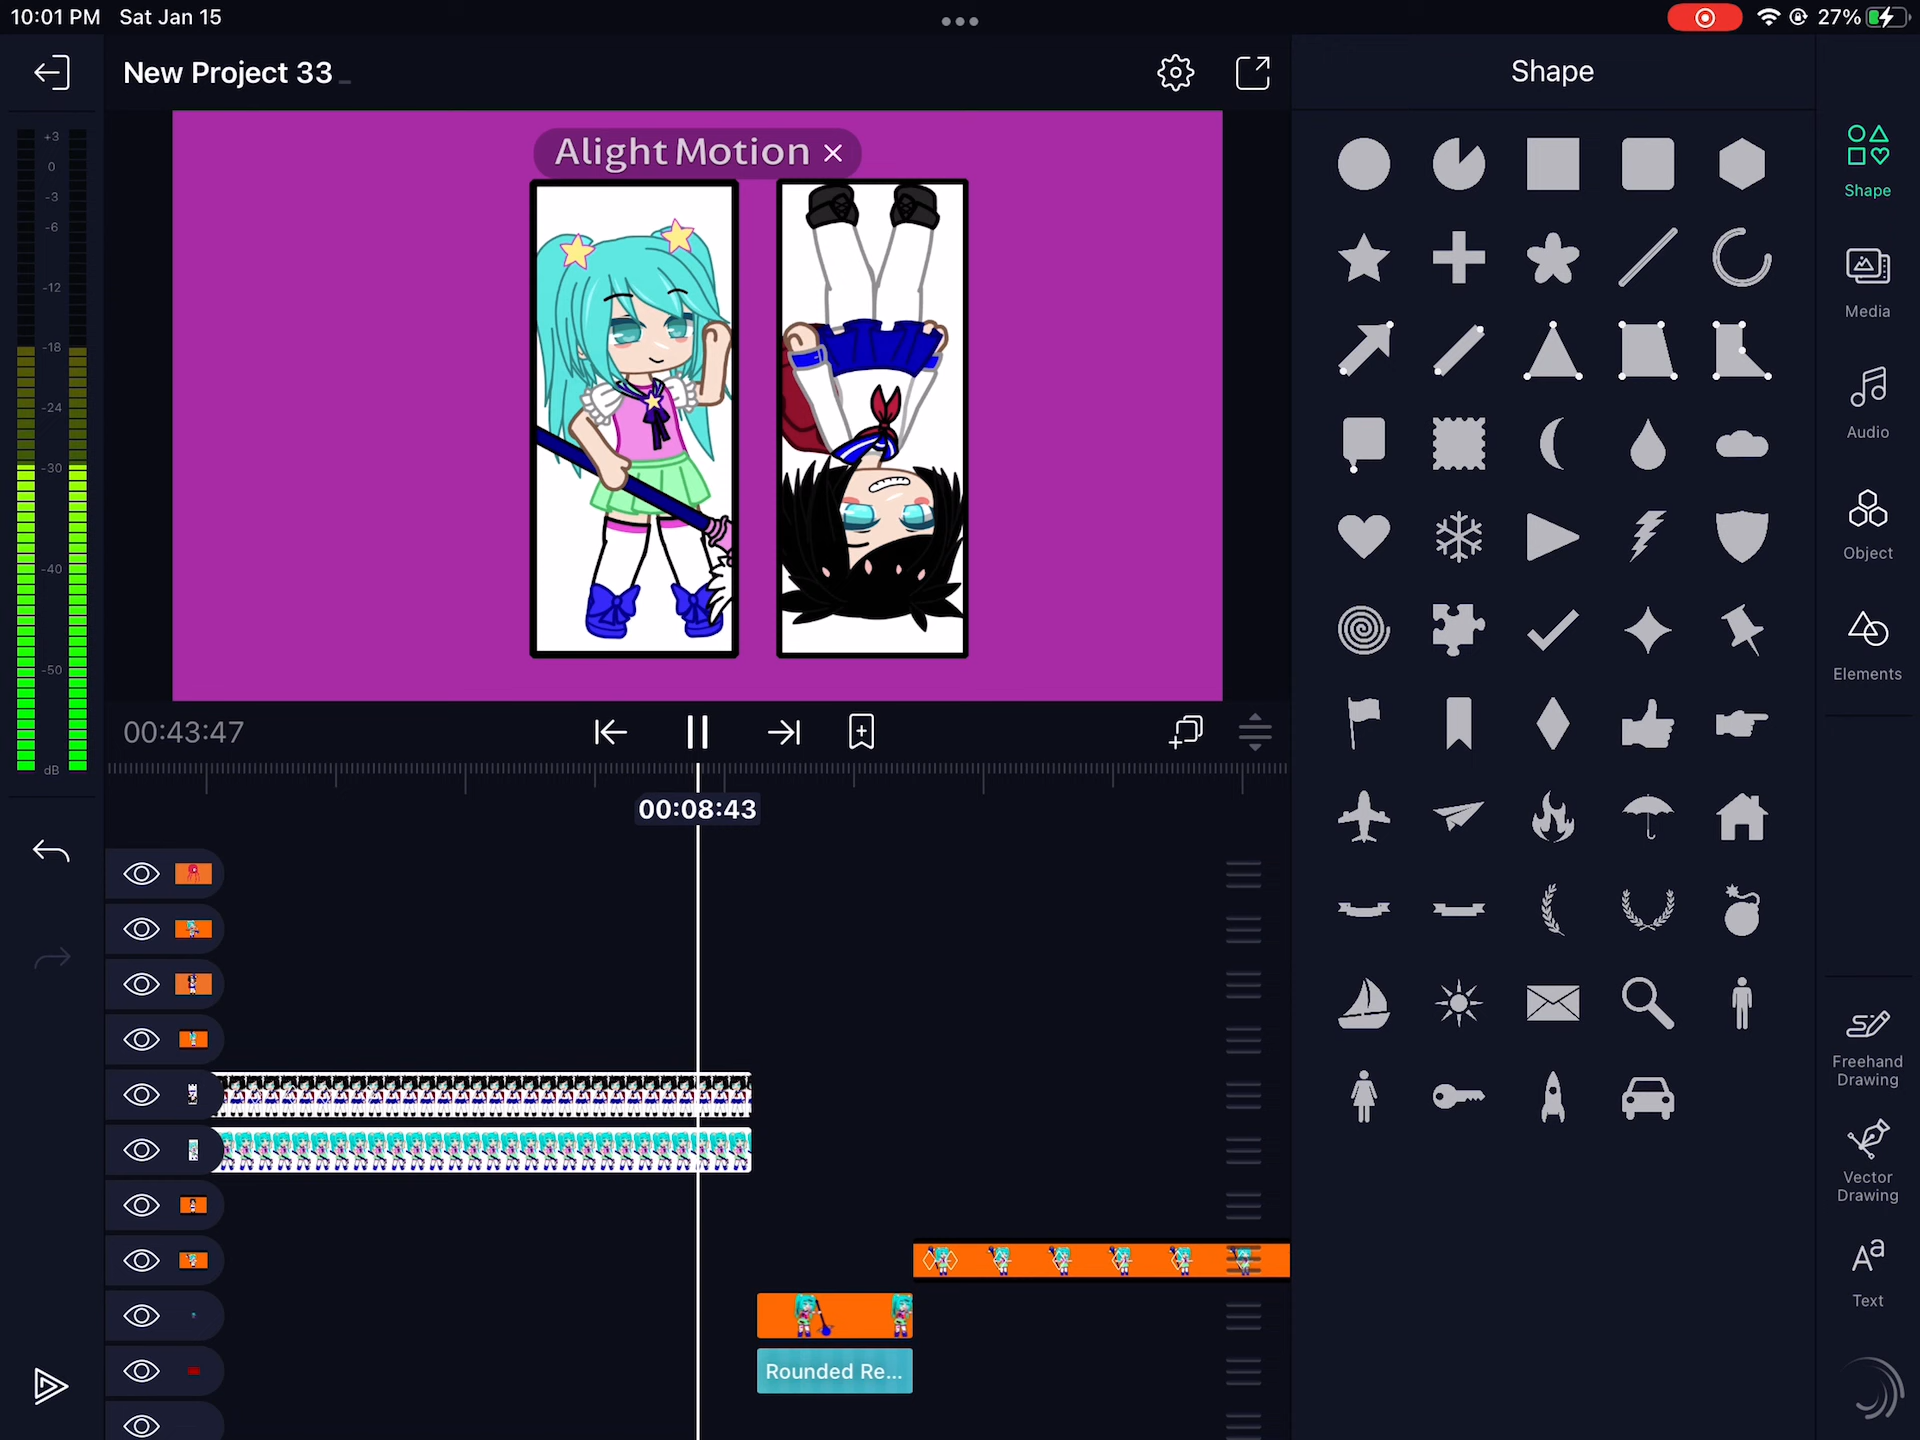 10:01 PM Sat Jan 15
27%
New Project 33
Shape
Alight Motion ×
+3
0
-3
-6
-12
-18
-24
-30
-40
-50
dB
Shape
Media
Audio
Object
Elements
00:43:47
00:08:43
Rounded Re...
Freehand
Drawing
Vector
Drawing
Aa
Text